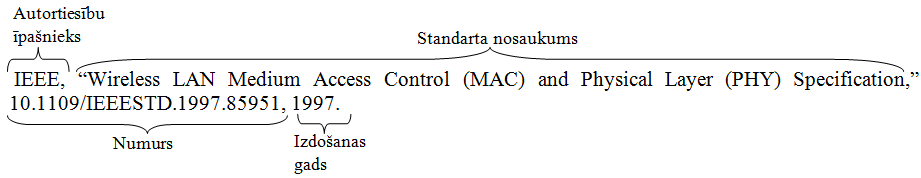 Autortiesību
īpašnieks
Standarta nosaukums
IEEE, “Wireless LAN Medium Access Control (MAC) and Physical Layer (PHY) Specification,”
10.1109/IEEESTD.1997.85951, 1997.
Numurs
Izdošanas
gads